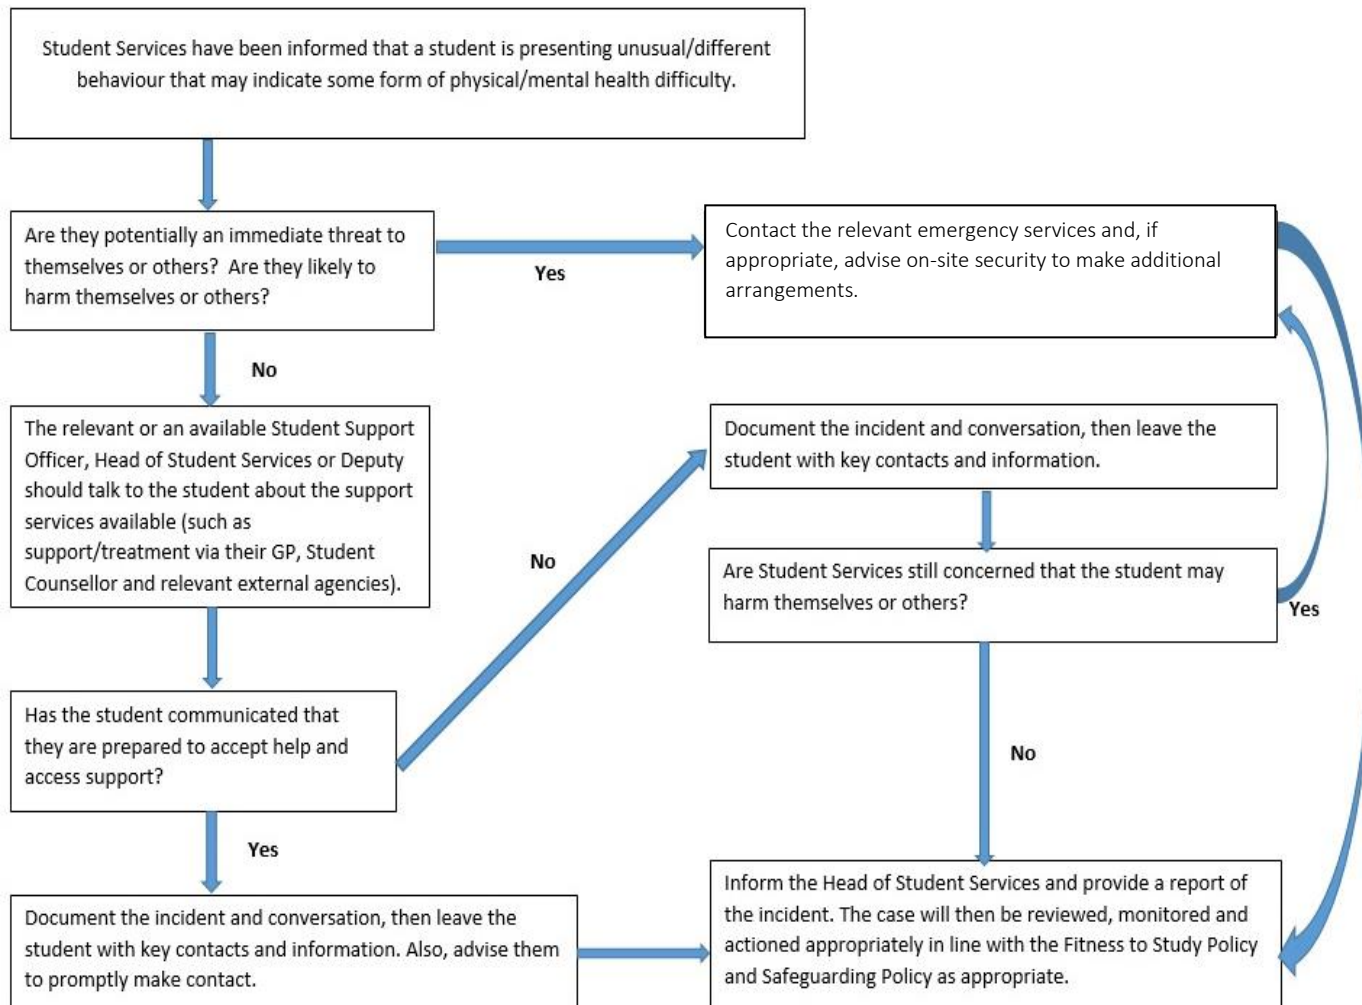 Student Services have been informed that a student is presenting unusual/different
behaviour that may indicate some form of physical/mental health difficulty.
Are they potentially an immediate threat to
themselves or others?  Are they likely to
harm themselves or others?
Yes
Contact the relevant emergency services and, if
appropriate, advise on-site security to make additional
arrangements.
No
The relevant or an available Student Support
Officer, Head of Student Services or Deputy
should talk to the student about the support
services available (such as
support/treatment via their GP, Student
Counsellor and relevant external agencies).
No
Document the incident and conversation, then leave the
student with key contacts and information.
Are Student Services still concerned that the student may
harm themselves or others?
Yes
Has the student communicated that
they are prepared to accept help and
access support?
No
Yes
Document the incident and conversation, then leave the
student with key contacts and information. Also, advise them
to promptly make contact.
Inform the Head of Student Services and provide a report of
the incident. The case will then be reviewed, monitored and
actioned appropriately in line with the Fitness to Study Policy
and Safeguarding Policy as appropriate.